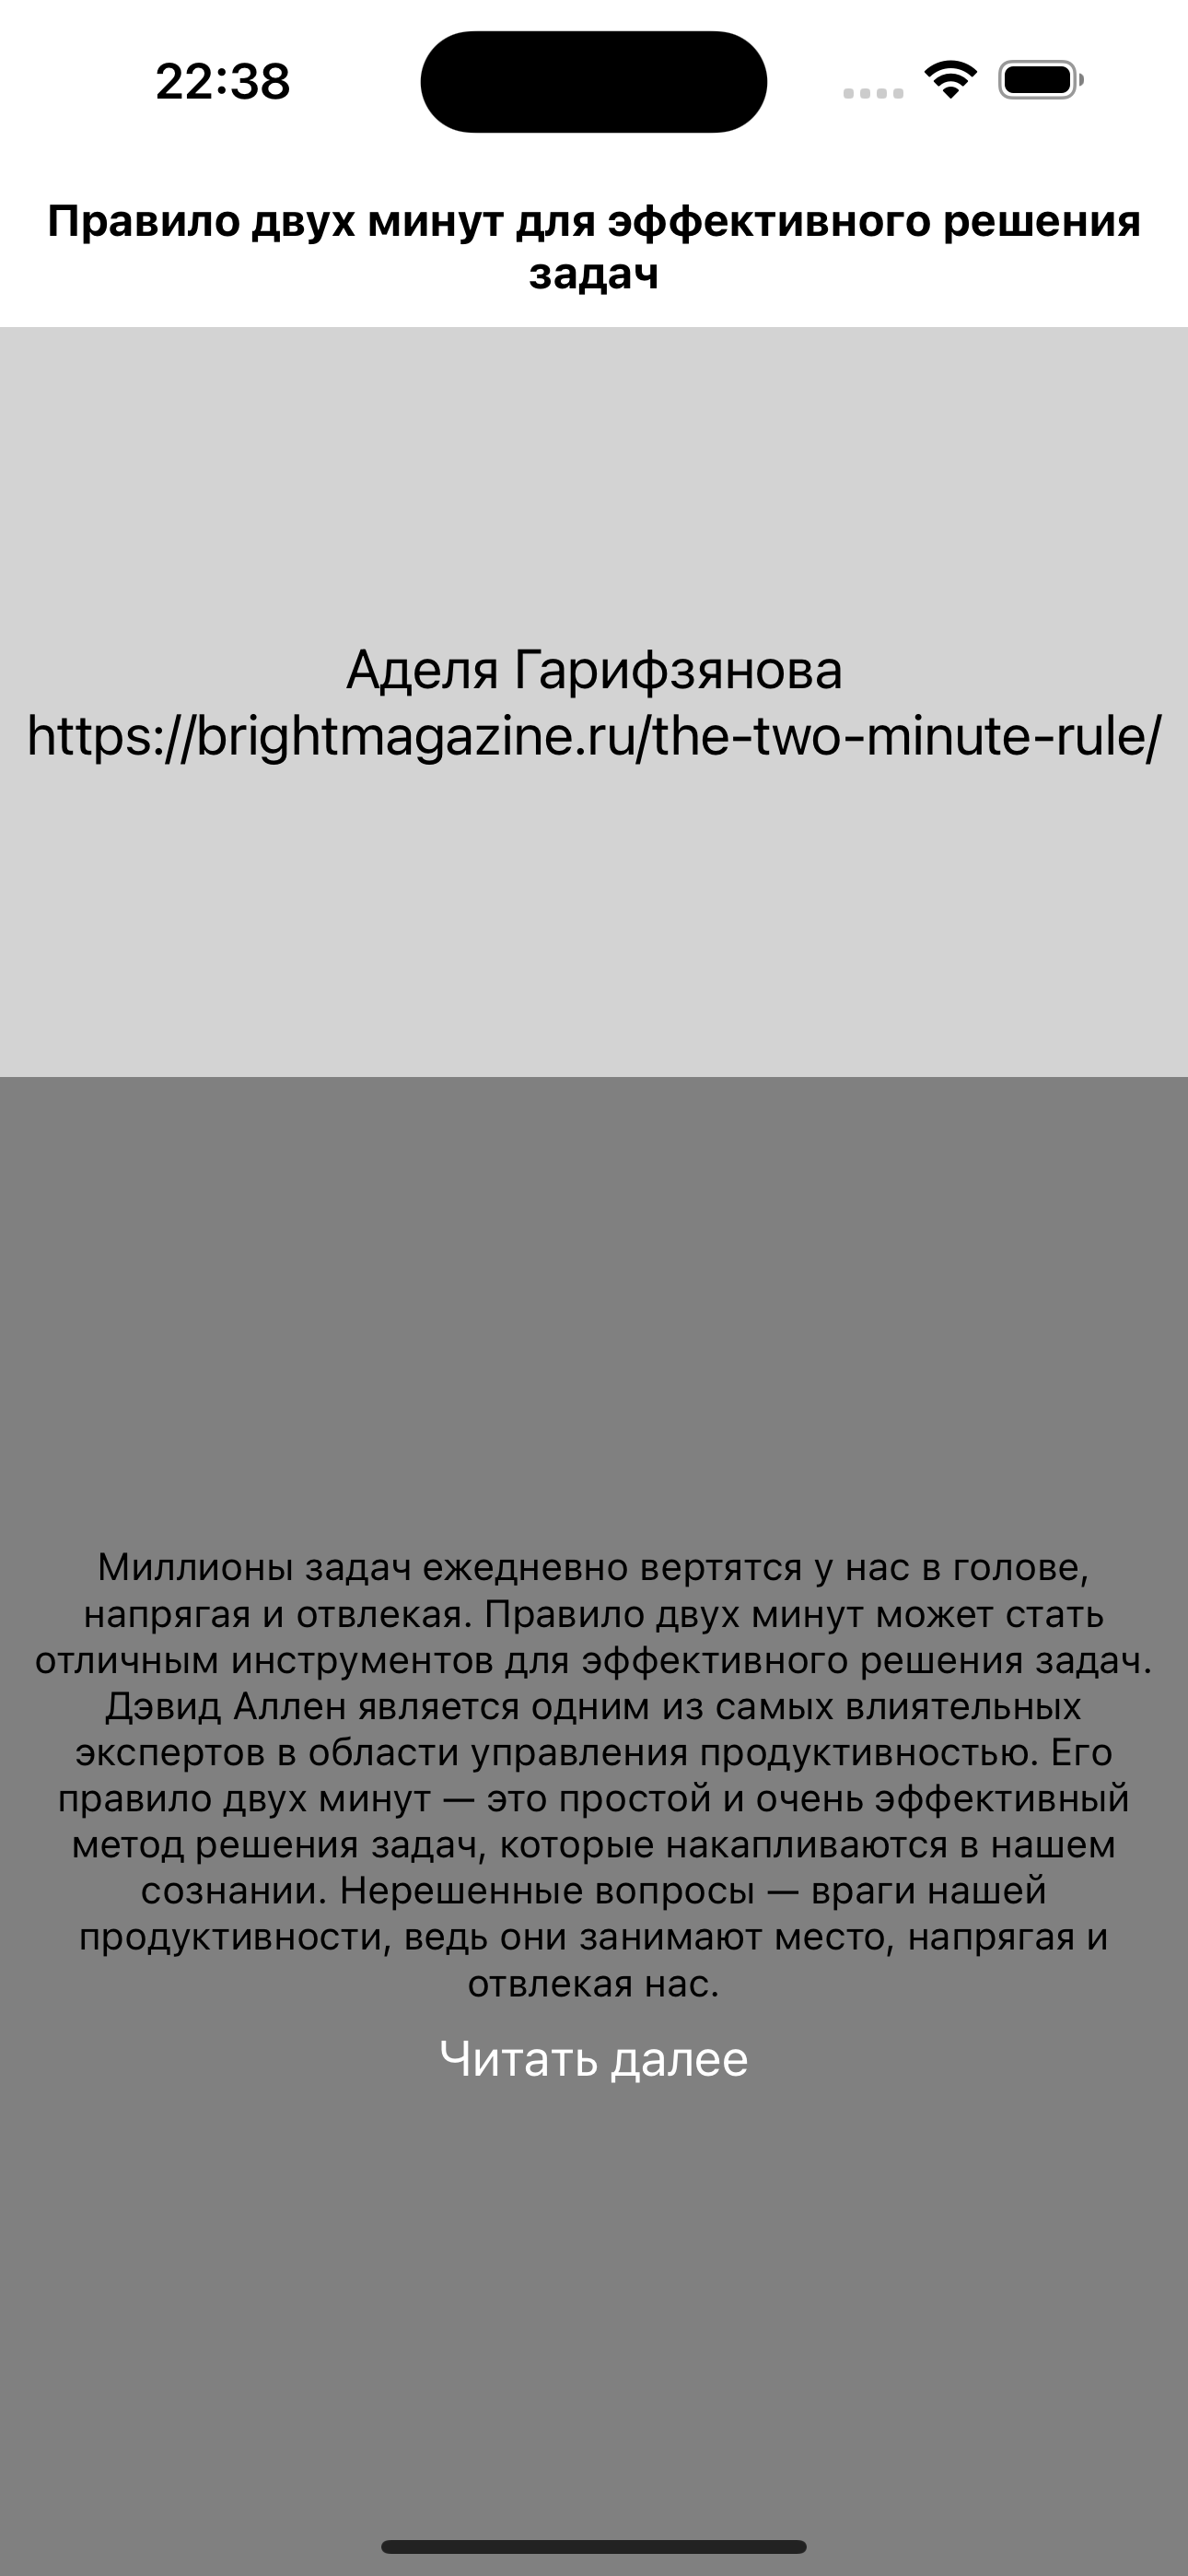 22:38
Правило двух минут для эффективного решения
задач
Аделя Гарифзянова
https://brightmagazine.ru/the-two-minute-rule/
Миллионы задач ежедневно вертятся у нас в голове,
напрягая и отвлекая. Правило двух минут может стать
отличным инструментов для эффективного решения задач.
Дэвид Аллен является одним из самых влиятельных
экспертов в области управления продуктивностью. Его
правило двух минут — это простой и очень эффективный
метод решения задач, которые накапливаются в нашем
сознании. Нерешенные вопросы — враги нашей
продуктивности, ведь они занимают место, напрягая и
отвлекая нас.
Читать далее